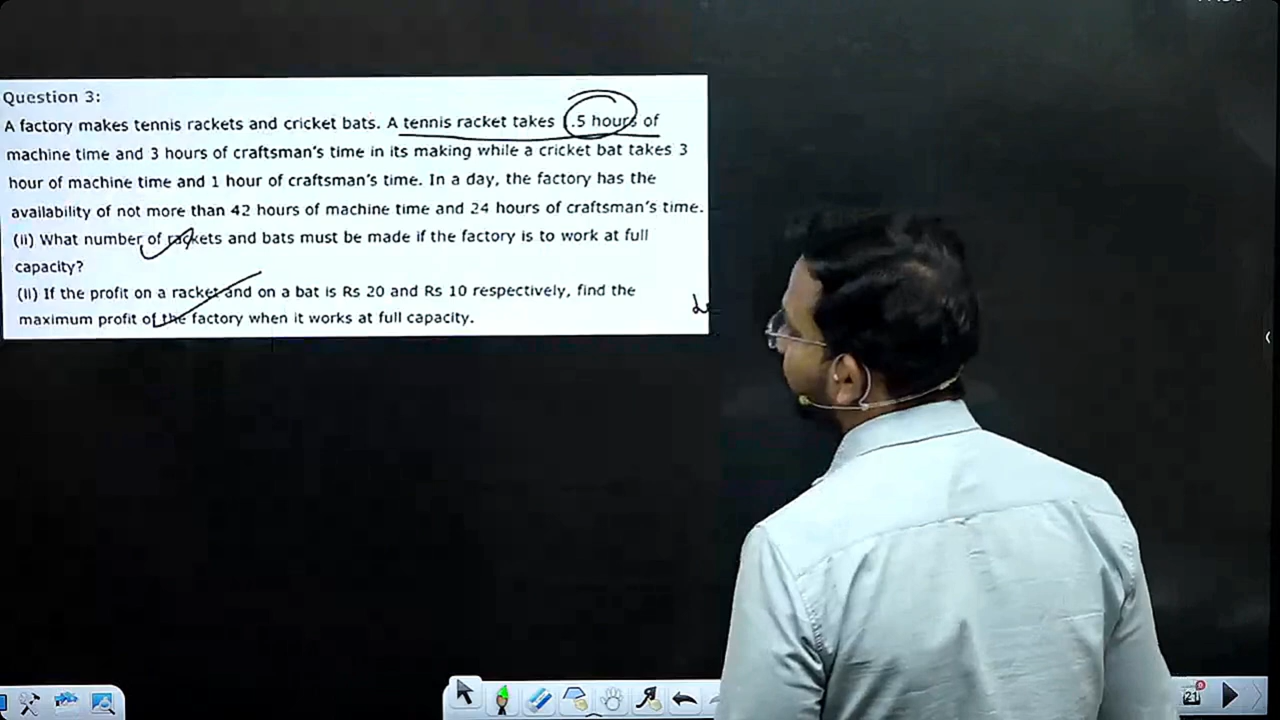 Question 3:
A factory makes tennis rackets and cricket bats. A tennis racket takes .5 hours of
machine time and 3 hours of craftsman's time in its making while a cricket bat takes 3
hour of machine time and 1 hour of craftsman's time. In a day, the factory has the
availability of not more than 42 hours of machine time and 24 hours of craftsman's time.
(ii) What number of rackets and bats must be made if the factory is to work at full
capacity?
(ii) If the profit on a racket and on a bat is Rs 20 and Rs 10 respectively, find the
maximum profit of the factory when it works at full capacity.
21